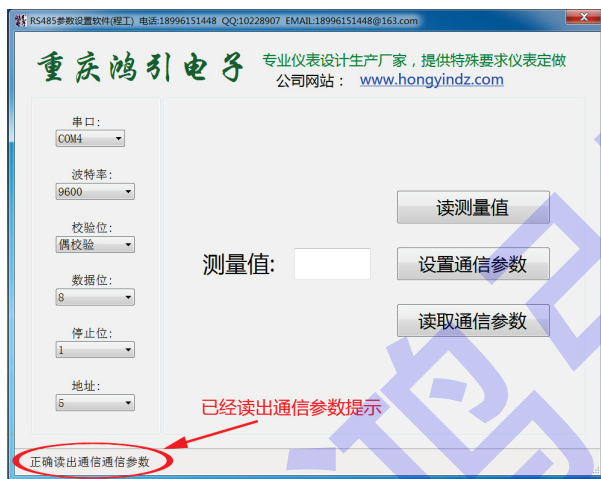 RS485参数设置软件(程工) 电话:18996151448 QQ:10228907 EMAIL:18996151448@163.com
重庆鸿引电子
专业仪表设计生产厂家，提供特殊要求仪表定做
公司网站： www.hongyindz.com
串口:
COM4
波特率:
9600
校验位:
偶校验
数据位:
8
停止位:
1
地址:
5
测量值:
读测量值
设置通信参数
读取通信参数
已经读出通信参数提示
正确读出通信通信参数
鸿引